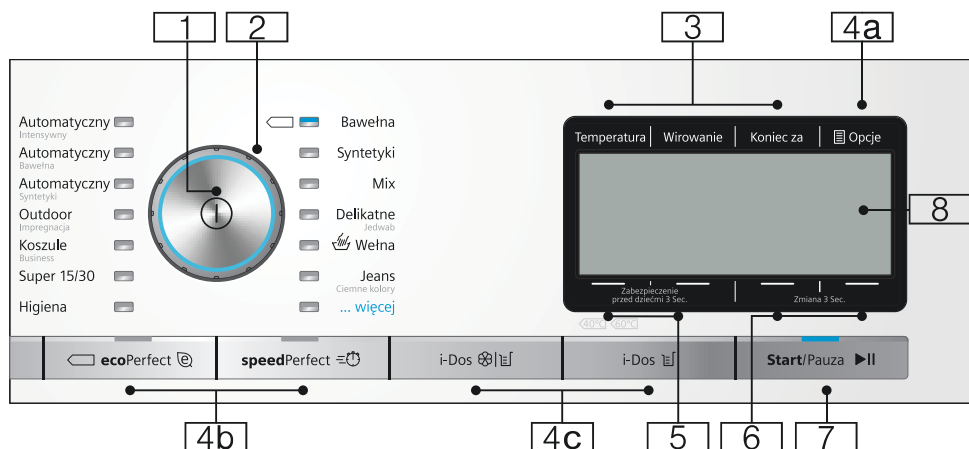 1
2
3
4a
Automatyczny
Intensywny
Automatyczny
Bawełna
Automatyczny
Syntetyki
Outdoor
Impregnacja
Koszule
Business
Super 15/30
Higiena
Bawełna
Syntetyki
Mix
Delikatne
Jedwab
Wełna
Jeans
Ciemne kolory
... więcej
Temperatura Wirowanie Koniec za Opcje
8
Zabezpieczenie
przed dziećmi 3 Sec.
Zmiana 3 Sec.
40°C 60°C
ecoPerfect speedPerfect i-Dos i-Dos Start/Pauza
4b
4c
5
6
7